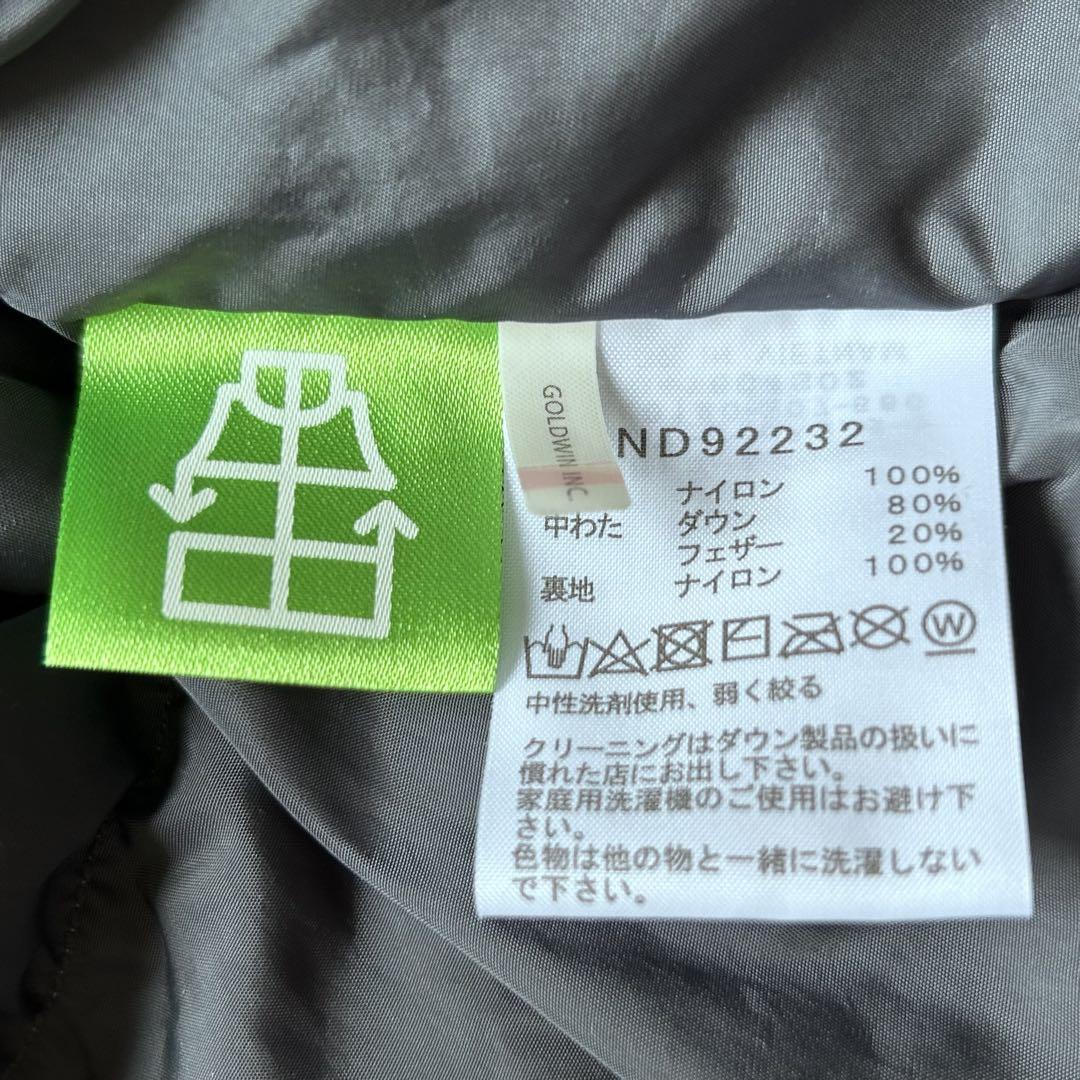 GOLDWIN INC.
ND92232
ナイロン 100%
中わた ダウン 80%
フェザー 20%
裏地 ナイロン 100%
W
中性洗剤使用、弱く絞る
クリーニングはダウン製品の扱いに
慣れた店にお出し下さい。
家庭用洗濯機のご使用はお避け下
さい。
色物は他の物と一緒に洗濯しない
で下さい。
VIETNAM